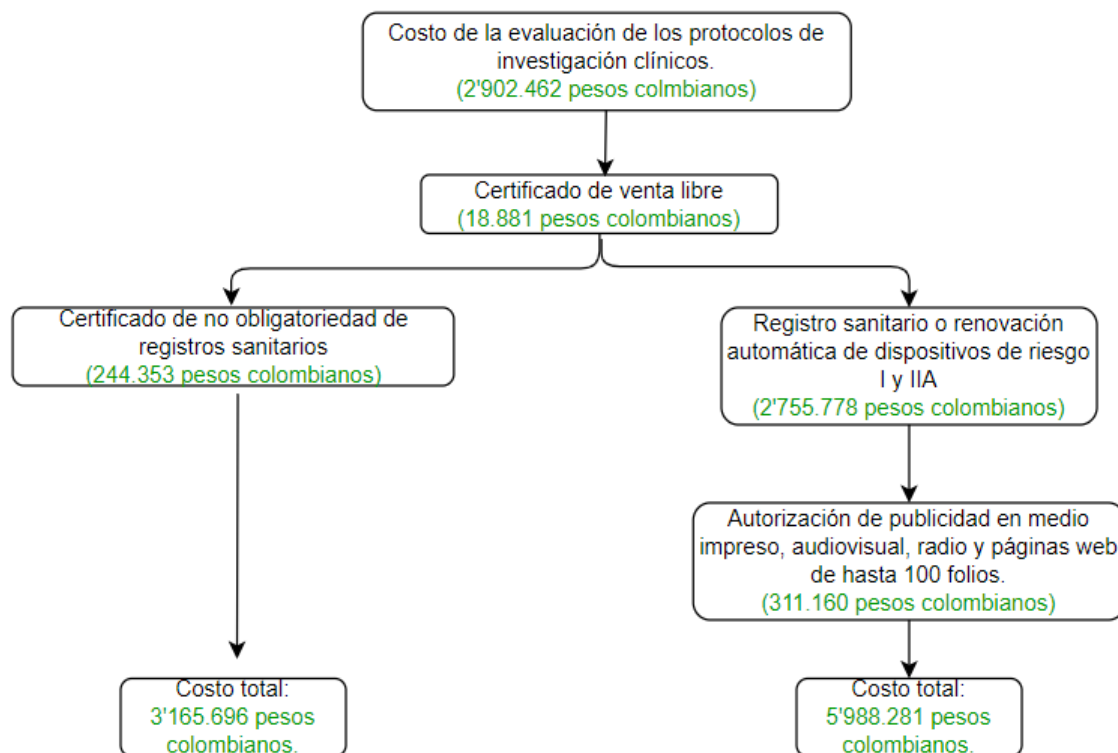 Costo de la evaluación de los protocolos de
investigación clínicos.
(2'902.462 pesos colmbianos)
Certificado de venta libre
(18.881 pesos colombianos)
Certificado de no obligatoriedad de
registros sanitarios
(244.353 pesos colombianos)
Registro sanitario o renovación
automática de dispositivos de riesgo
I y IIA
(2'755.778 pesos colombianos)
Autorización de publicidad en medio
impreso, audiovisual, radio y páginas web
de hasta 100 folios.
(311.160 pesos colombianos)
Costo total:
3'165.696 pesos
colombianos.
Costo total:
5'988.281 pesos
colombianos.